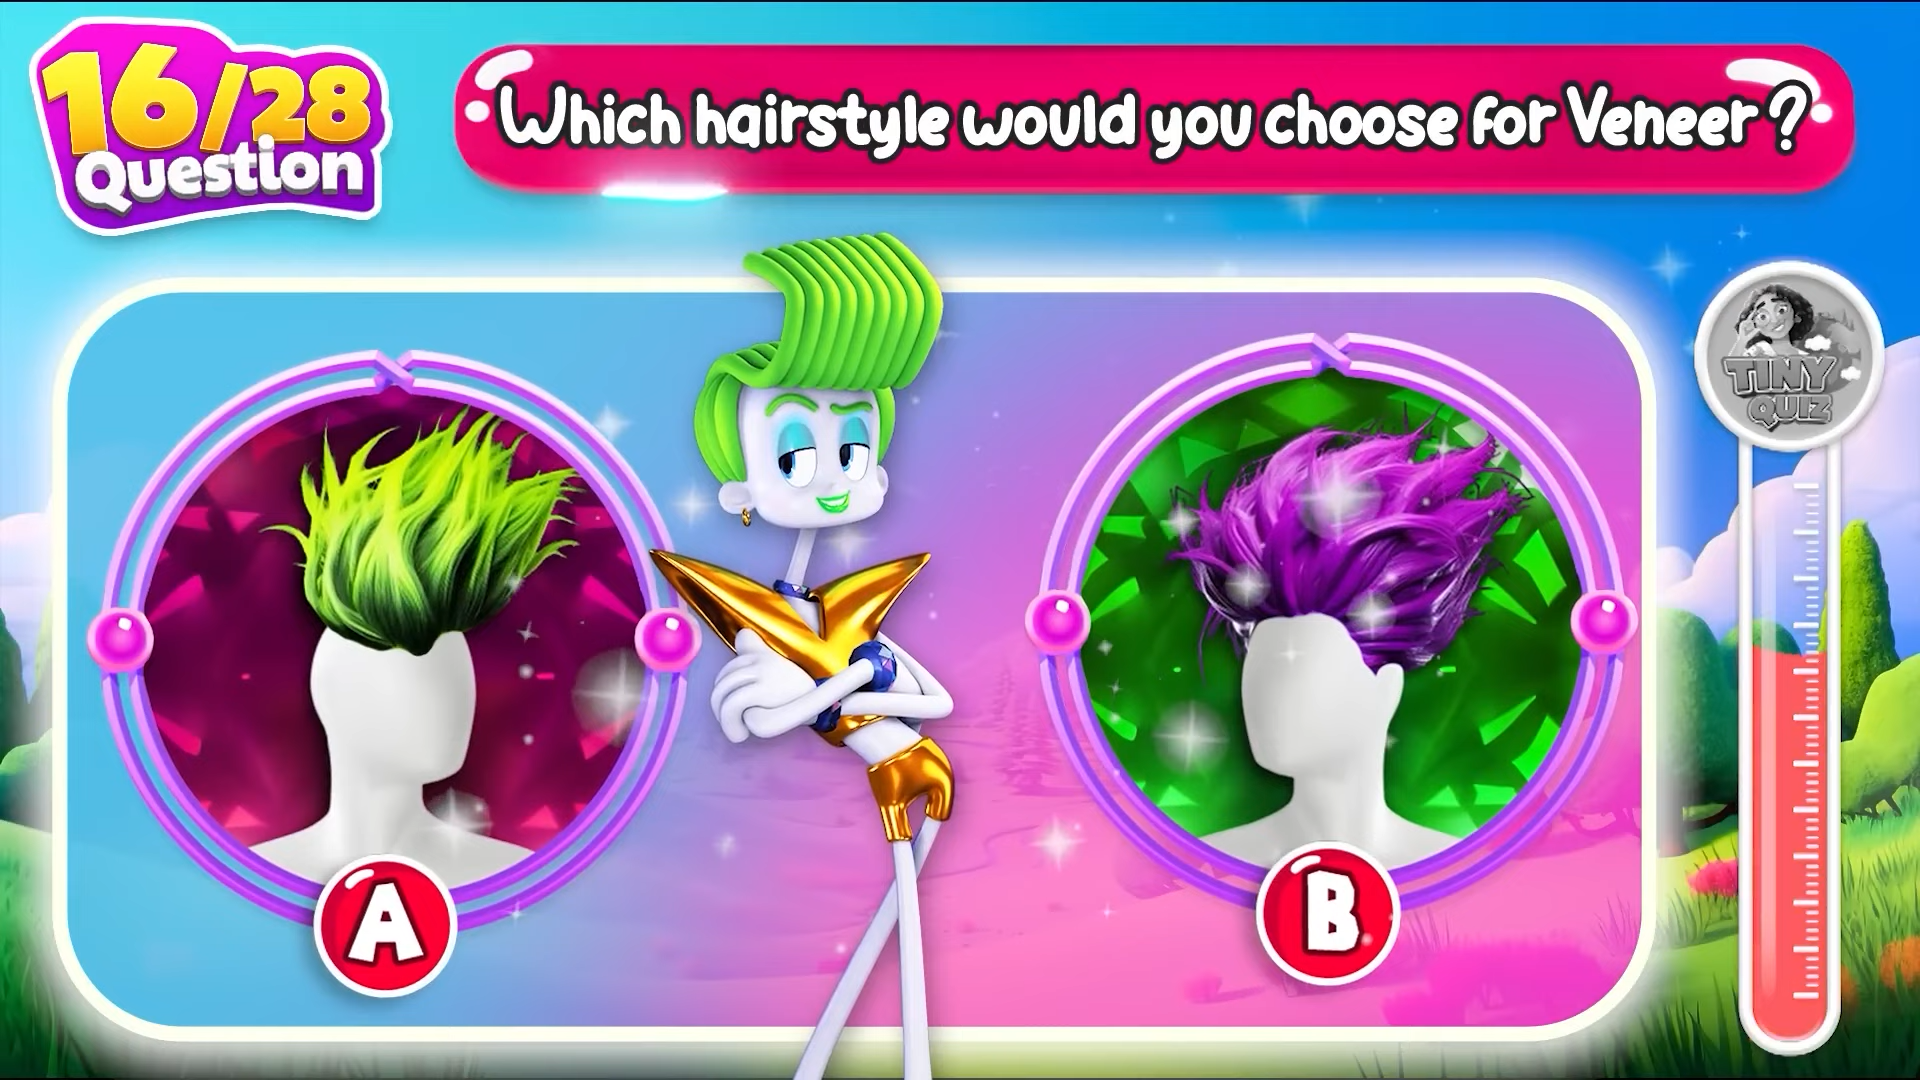 16/28
Question
Which hairstyle would you choose for Veneer?
TINY
QUIZ
A
B